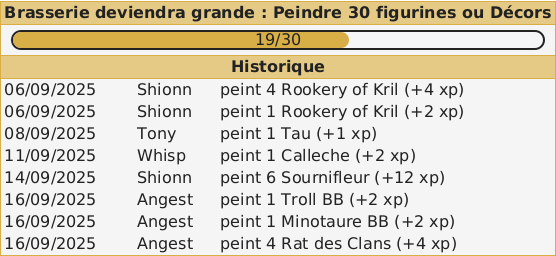 Brasserie deviendra grande : Peindre 30 figurines ou Décors
19/30
Historique
06/09/2025 Shionn peint 4 Rookery of Kril (+4 xp)
06/09/2025 Shionn peint 1 Rookery of Kril (+2 xp)
08/09/2025 Tony peint 1 Tau (+1 xp)
11/09/2025 Whisp peint 1 Calleche (+2 xp)
14/09/2025 Shionn peint 6 Sournifleur (+12 xp)
16/09/2025 Angest peint 1 Troll BB (+2 xp)
16/09/2025 Angest peint 1 Minotaure BB (+2 xp)
16/09/2025 Angest peint 4 Rat des Clans (+4 xp)